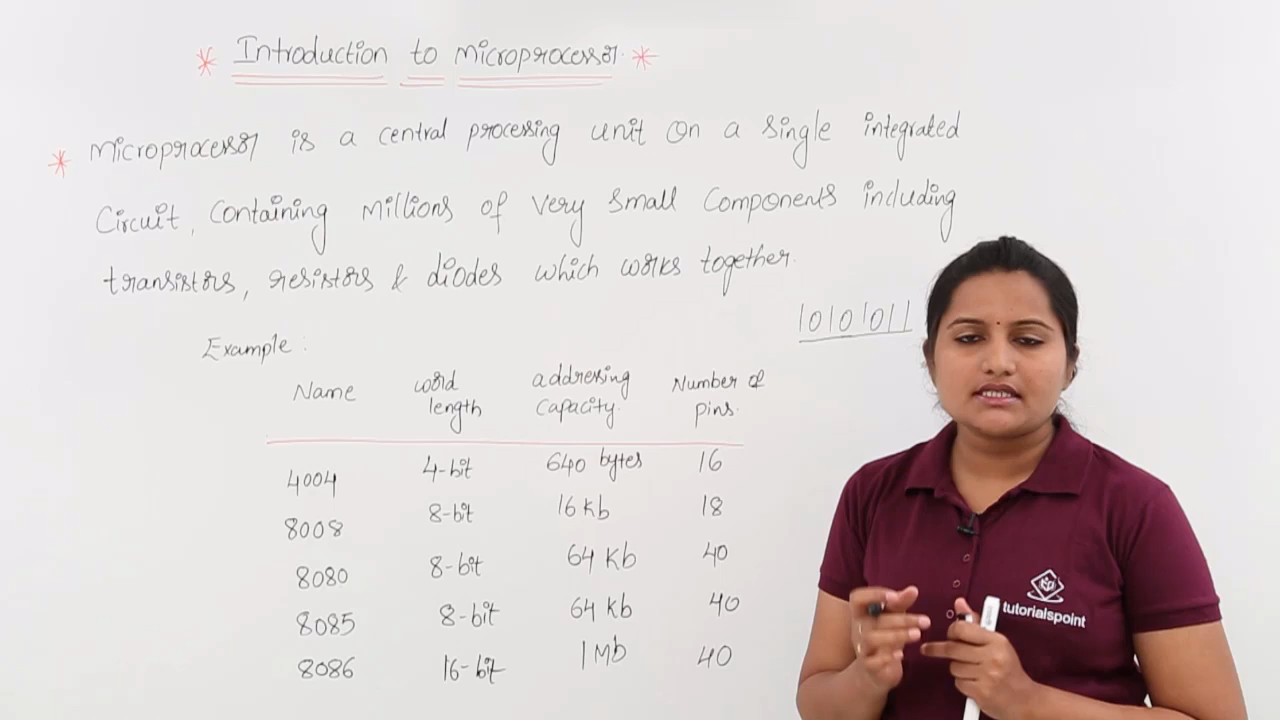 * Introduction to microprocessor. *
* Microprocessor is a central processing unit on a single integrated
Circuit, containing millions of very small components including
transistors, resistors & diodes which works together.
10101011
Example :
Name word length addressing capacity. Number of pins.
4004 4-bit 640 bytes 16
8008 8-bit 16 kb 18
8080 8-bit 64 kb 40
8085 8-bit 64 kb 40
8086 16-bit 1 Mb 40
tutorialspoint